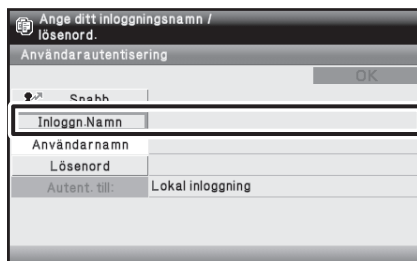 Ange ditt inloggningsnamn /
lösenord.
Användarautentisering
OK
Snabb
Inloggn.Namn
Användarnamn
Lösenord
Autent. till: Lokal inloggning